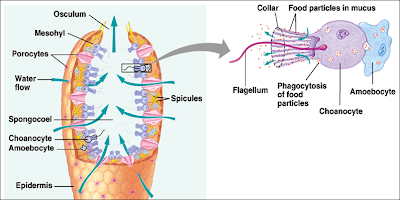 Osculum
Mesohyl
Porocytes
Water
flow
Spongocoel
Choanocyte
Amoebocyte
Epidermis
Spicules
Collar
Food particles in mucus
Flagellum
Phagocytosis
of food
particles
Choanocyte
Amoebocyte